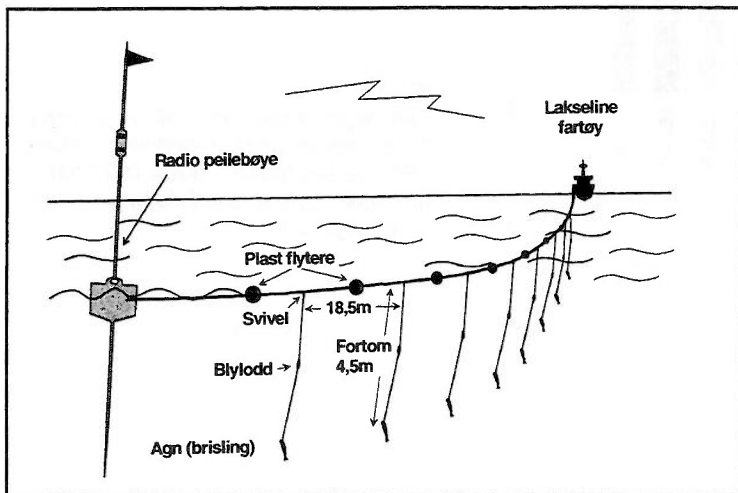 Lakseline
fartøy
Radio peilebøye
Plast flytere
Svivel
18,5m
Fortom
4,5m
Blylodd
Agn (brisling)